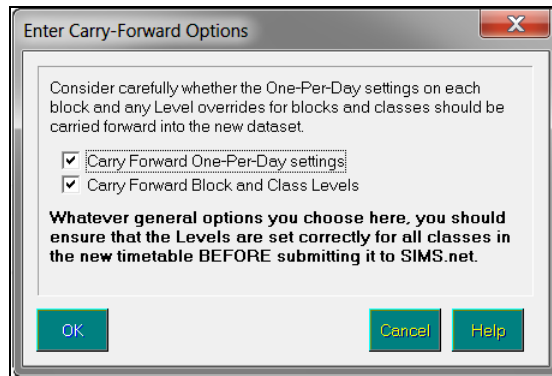 Enter Carry-Forward Options
Consider carefully whether the One-Per-Day settings on each
block and any Level overrides for blocks and classes should be
carried forward into the new dataset.
Carry Forward One-Per-Day settings
Carry Forward Block and Class Levels
Whatever general options you choose here, you should
ensure that the Levels are set correctly for all classes in
the new timetable BEFORE submitting it to SIMS.net.
OK Cancel Help